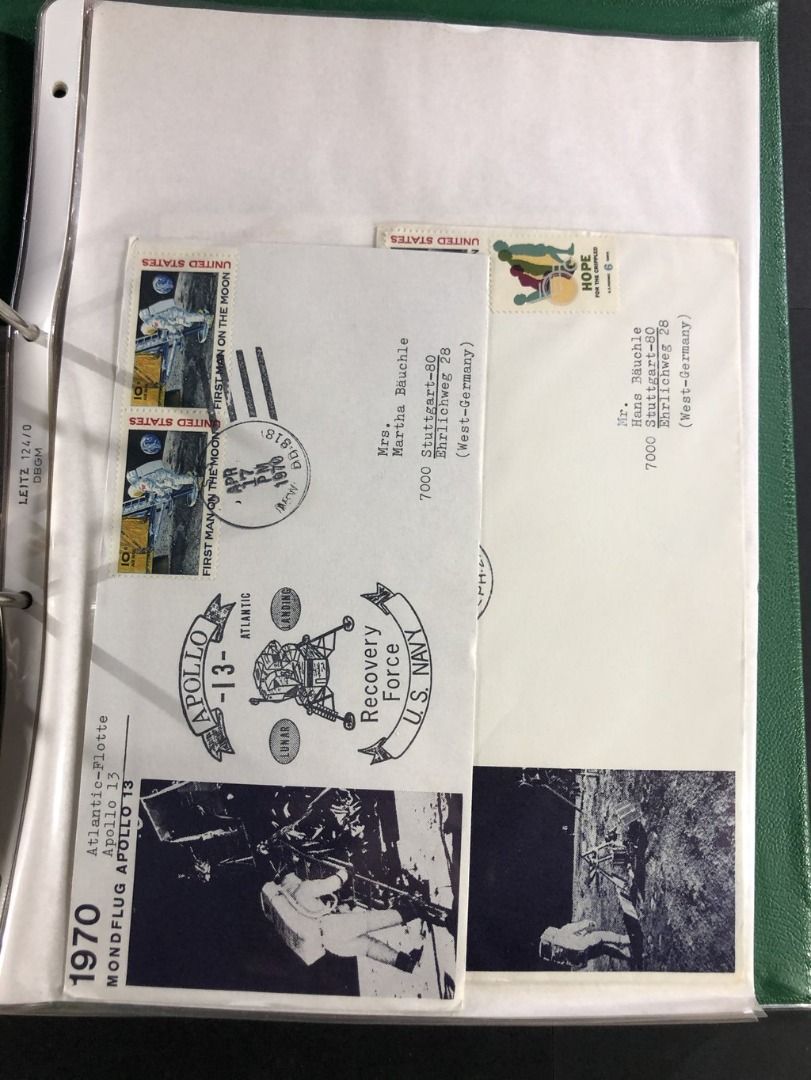 LEITZ 124/0
DBGM
1970
MONDFLUG APOLLO 13
Atlantic-Flotte
Apollo 13
APOLLO
-13-
ATLANTIC
LUNAR
LANDING
Recovery
Force
U.S. NAVY
UNITED STATES
10c
FIRST MAN ON THE MOON
UNITED STATES
10c
FIRST MAN ON THE MOON
APR
17
PM
1970
Mrs.
Martha Bäuchle
7000 Stuttgart-80
Ehrlichweg 28
(West-Germany)
UNITED STATES
HOPE
FOR THE CRIPPLED
6
Mr.
Hans Bäuchle
7000 Stuttgart-80
Ehrlichweg 28
(West-Germany)